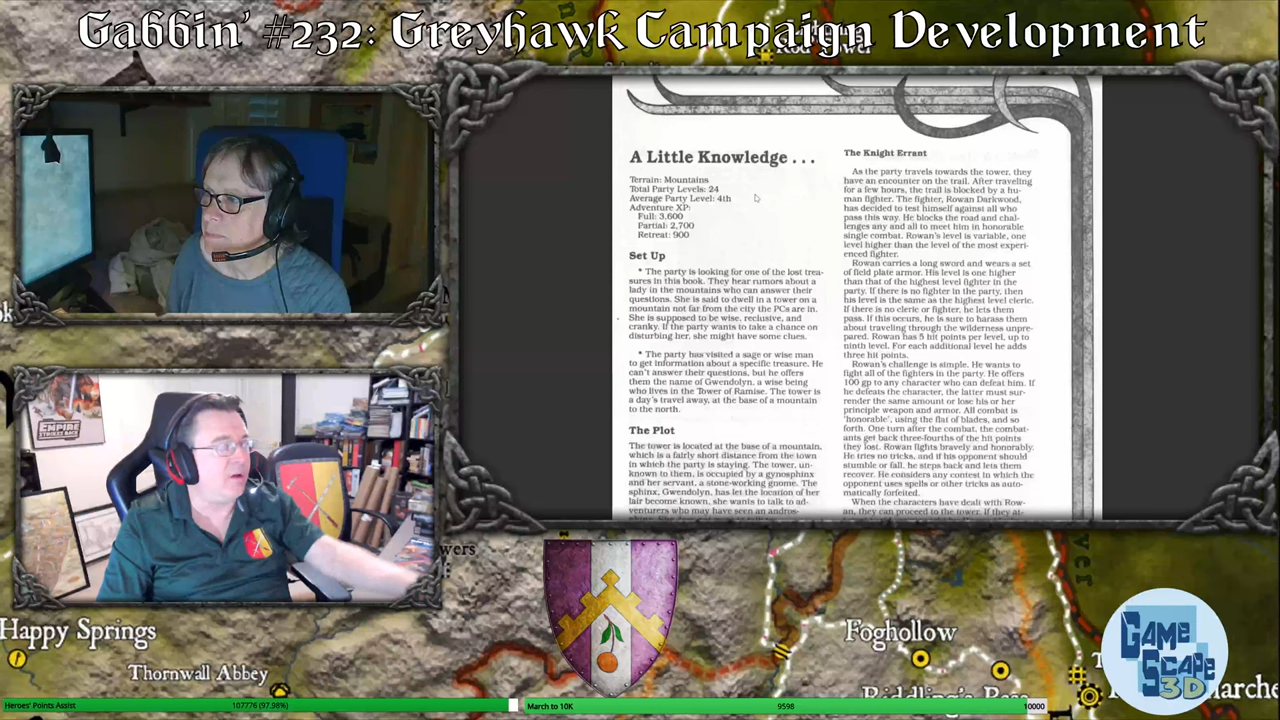 Gabbin' #232: Greyhawk Campaign Development
A Little Knowledge . . .
Terrain: Mountains
Total Party Levels: 24
Average Party Level: 4th
Adventure XP:
Full: 3,600
Partial: 2,700
Retreat: 900
Set Up
* The party is looking for one of the lost trea-
sures in this book. They hear rumors about a
lady in the mountains who can answer their
questions. She is said to dwell in a tower on a
mountain not far from the city the PCs are in.
She is supposed to be wise, reclusive, and
cranky. If the party wants to take a chance on
disturbing her, she might have some clues.
* The party has visited a sage or wise man
to get information about a specific treasure. He
can't answer their questions, but he offers
them the name of Gwendolyn, a wise being
who lives in the Tower of Ramise. The tower is
a day's travel away, at the base of a mountain
to the north.
The Plot
The tower is located at the base of a mountain,
which is a fairly short distance from the town
in which the party is staying. The tower, un-
known to them, is occupied by a gynosphinx
and her servant, a stone-working gnome. The
sphinx, Gwendolyn, has let the location of her
lair become known, she wants to talk to ad-
venturers who may have seen an andros-
The Knight Errant
As the party travels towards the tower, they
have an encounter on the trail. After traveling
for a few hours, the trail is blocked by a hu-
man fighter. The fighter, Rowan Darkwood,
has decided to test himself against all who
pass this way. He blocks the road and chal-
lenges any and all to meet him in honorable
single combat. Rowan's level is variable, one
level higher than the level of the most experi-
enced fighter.
Rowan carries a long sword and wears a set
of field plate armor. His level is one higher
than that of the highest level fighter in the
party. If there is no fighter in the party, then
his level is the same as the highest level cleric.
If there is no cleric or fighter, he lets them
pass. If this occurs, he is sure to harass them
about traveling through the wilderness unpre-
pared. Rowan has 5 hit points per level, up to
ninth level. For each additional level he adds
three hit points.
Rowan's challenge is simple. He wants to
fight all of the fighters in the party. He offers
100 gp to any character who can defeat him. If
he defeats the character, the latter must sur-
render the same amount or lose his or her
principle weapon and armor. All combat is
'honorable', using the flat of blades, and so
forth. One turn after the combat, the combat-
ants get back three-fourths of the hit points
they lost. Rowan fights bravely and honorably.
He tries no tricks, and if his opponent should
stumble or fall, he steps back and lets them
recover. He considers any contest in which the
opponent uses spells or other tricks as auto-
matically forfeited.
When the characters have dealt with Row-
an, they can proceed to the tower. If they at-
EMPIRE
STRIKES BACK
Happy Springs
Thornwall Abbey
Foghollow
GAME
SCAPE
3D
Heroes' Points Assist
107776 (97.98%)
March to 10K
9598
10000